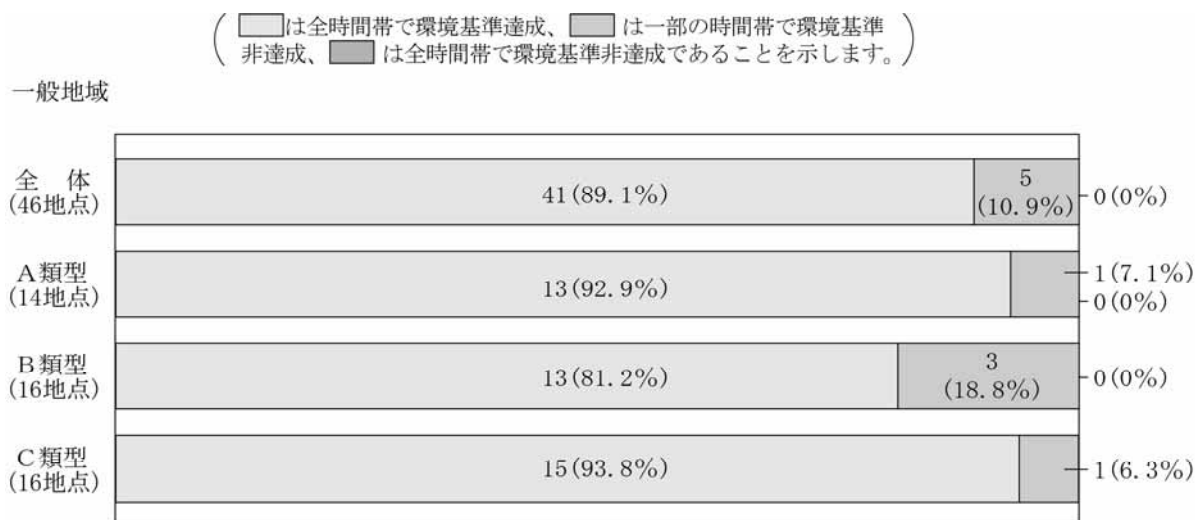 は全時間帯で環境基準達成、 は一部の時間帯で環境基準
非達成、 は全時間帯で環境基準非達成であることを示します。
一般地域
全 体
(46地点)
41(89.1%)
5
(10.9%)
0(0%)
A類型
(14地点)
13(92.9%)
1(7.1%)
0(0%)
B類型
(16地点)
13(81.2%)
3
(18.8%)
0(0%)
C類型
(16地点)
15(93.8%)
1(6.3%)